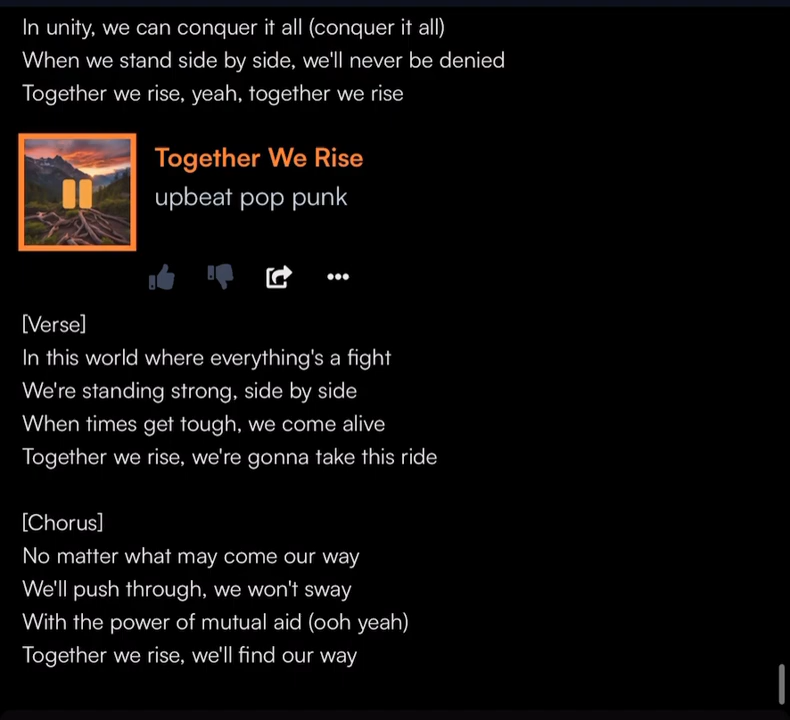 In unity, we can conquer it all (conquer it all)
When we stand side by side, we'll never be denied
Together we rise, yeah, together we rise
Together We Rise
upbeat pop punk
[Verse]
In this world where everything's a fight
We're standing strong, side by side
When times get tough, we come alive
Together we rise, we're gonna take this ride
[Chorus]
No matter what may come our way
We'll push through, we won't sway
With the power of mutual aid (ooh yeah)
Together we rise, we'll find our way